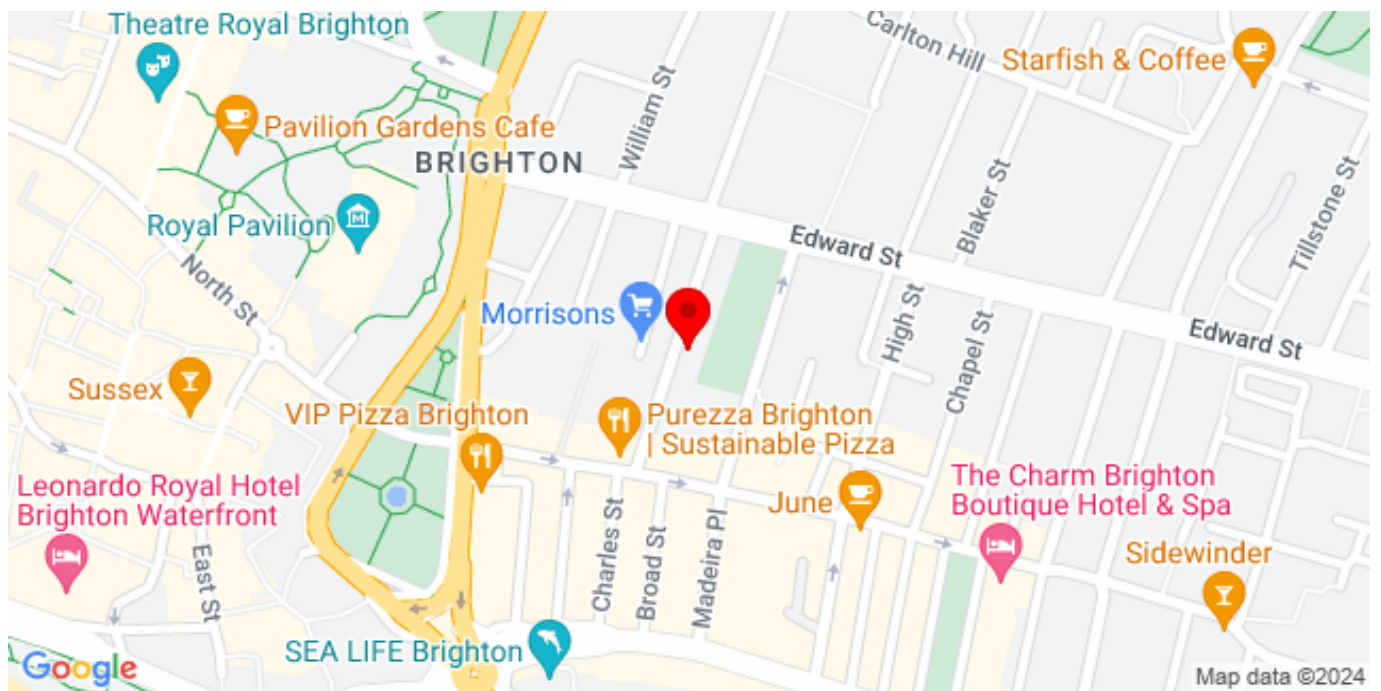 Theatre Royal Brighton
Carlton Hill
Starfish & Coffee
William St
Pavilion Gardens Cafe
BRIGHTON
Blaker St
Tillstone St
Royal Pavilion
Edward St
North St
Morrisons
High St
Edward St
Chapel St
Sussex
VIP Pizza Brighton
Purezza Brighton
| Sustainable Pizza
Leonardo Royal Hotel
Brighton Waterfront
The Charm Brighton
Boutique Hotel & Spa
June
East St
Charles St
Broad St
Madeira Pl
Sidewinder
SEA LIFE Brighton
Google
Map data ©2024